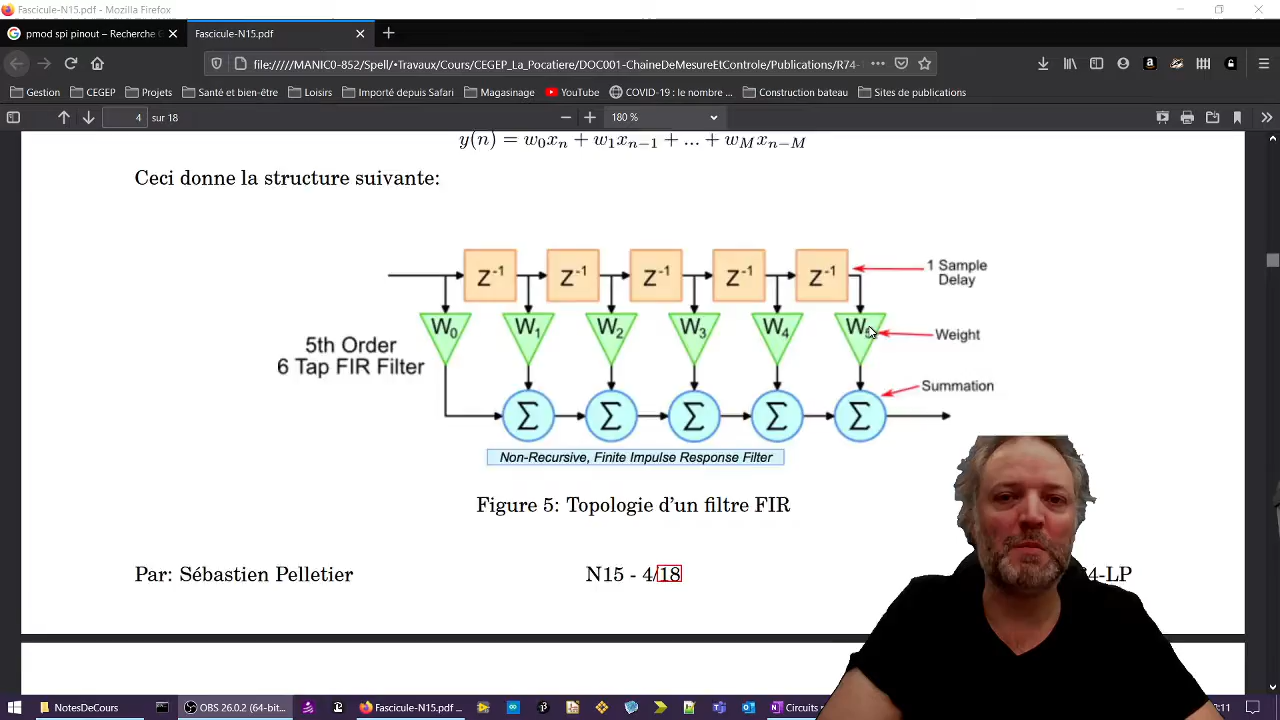 Fascicule-N15.pdf - Mozilla Firefox
pmod spi pinout – Recherche G
Fascicule-N15.pdf
file://///MANIC0-852/Spell/•Travaux/Cours/CEGEP_La_Pocatiere/DOC001-ChaineDeMesureEtControle/Publications/R74-
Gestion CEGEP Projets Santé et bien-être Loisirs Importé depuis Safari Magasinage YouTube COVID-19 : le nombre ... Construction bateau Sites de publications
4 sur 18
180 %
y(n) = w0xn + w1xn−1 + ... + wMxn−M
Ceci donne la structure suivante:
Z-1 Z-1 Z-1 Z-1 Z-1
1 Sample
Delay
W0 W1 W2 W3 W4
Weight
5th Order
6 Tap FIR Filter
Summation
Σ Σ Σ Σ Σ
Non-Recursive, Finite Impulse Response Filter
Figure 5: Topologie d'un filtre FIR
Par: Sébastien Pelletier
N15 - 4/18
4-LP
NotesDeCours
OBS 26.0.2 (64-bit...
Fascicule-N15.pdf ...
Circuits
:11